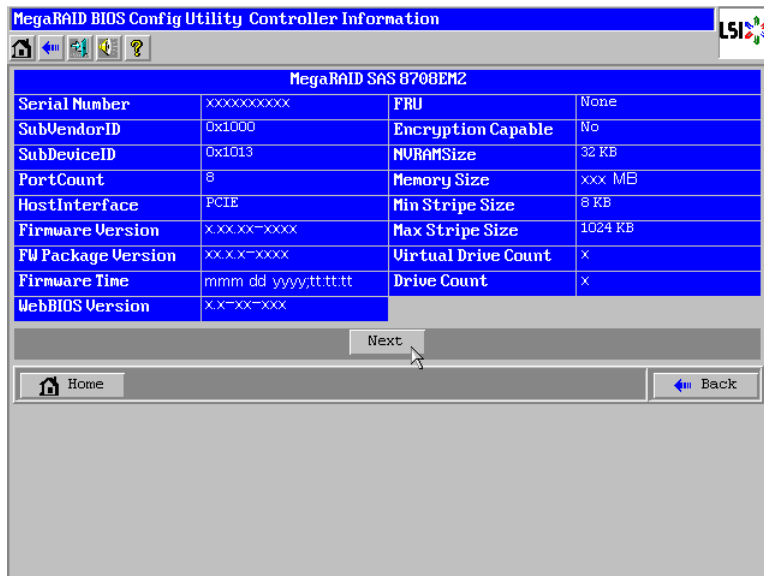 MegaRAID BIOS Config Utility Controller Information
LSI
MegaRAID SAS 8708EM2
Serial Number xxxxxxxxxx FRU None
SubVendorID 0x1000 Encryption Capable No
SubDeviceID 0x1013 NVRAMSize 32 KB
PortCount 8 Memory Size xxx MB
HostInterface PCIE Min Stripe Size 8 KB
Firmware Version x.xx.xx-xxxx Max Stripe Size 1024 KB
FW Package Version xx.x.x-xxxx Virtual Drive Count x
Firmware Time mmm dd yyyy;tt:tt:tt Drive Count x
WebBIOS Version x.x-xx-xxx
Next
Home Back